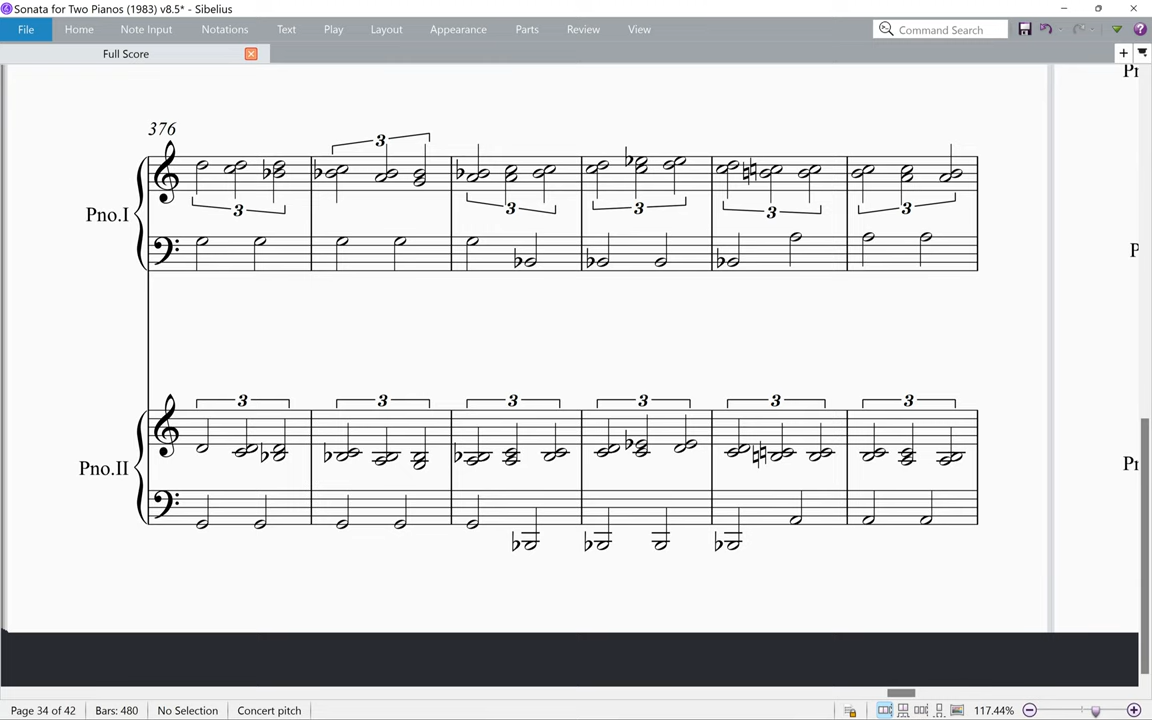 Sonata for Two Pianos (1983) v8.5* - Sibelius
File Home Note Input Notations Text Play Layout Appearance Parts Review View Command Search
Full Score
Pr
376
3 3 3 3 3 3
Pno.I
P
3 3 3 3 3 3
Pno.II
Pr
Page 34 of 42 Bars: 480 No Selection Concert pitch 117.44%